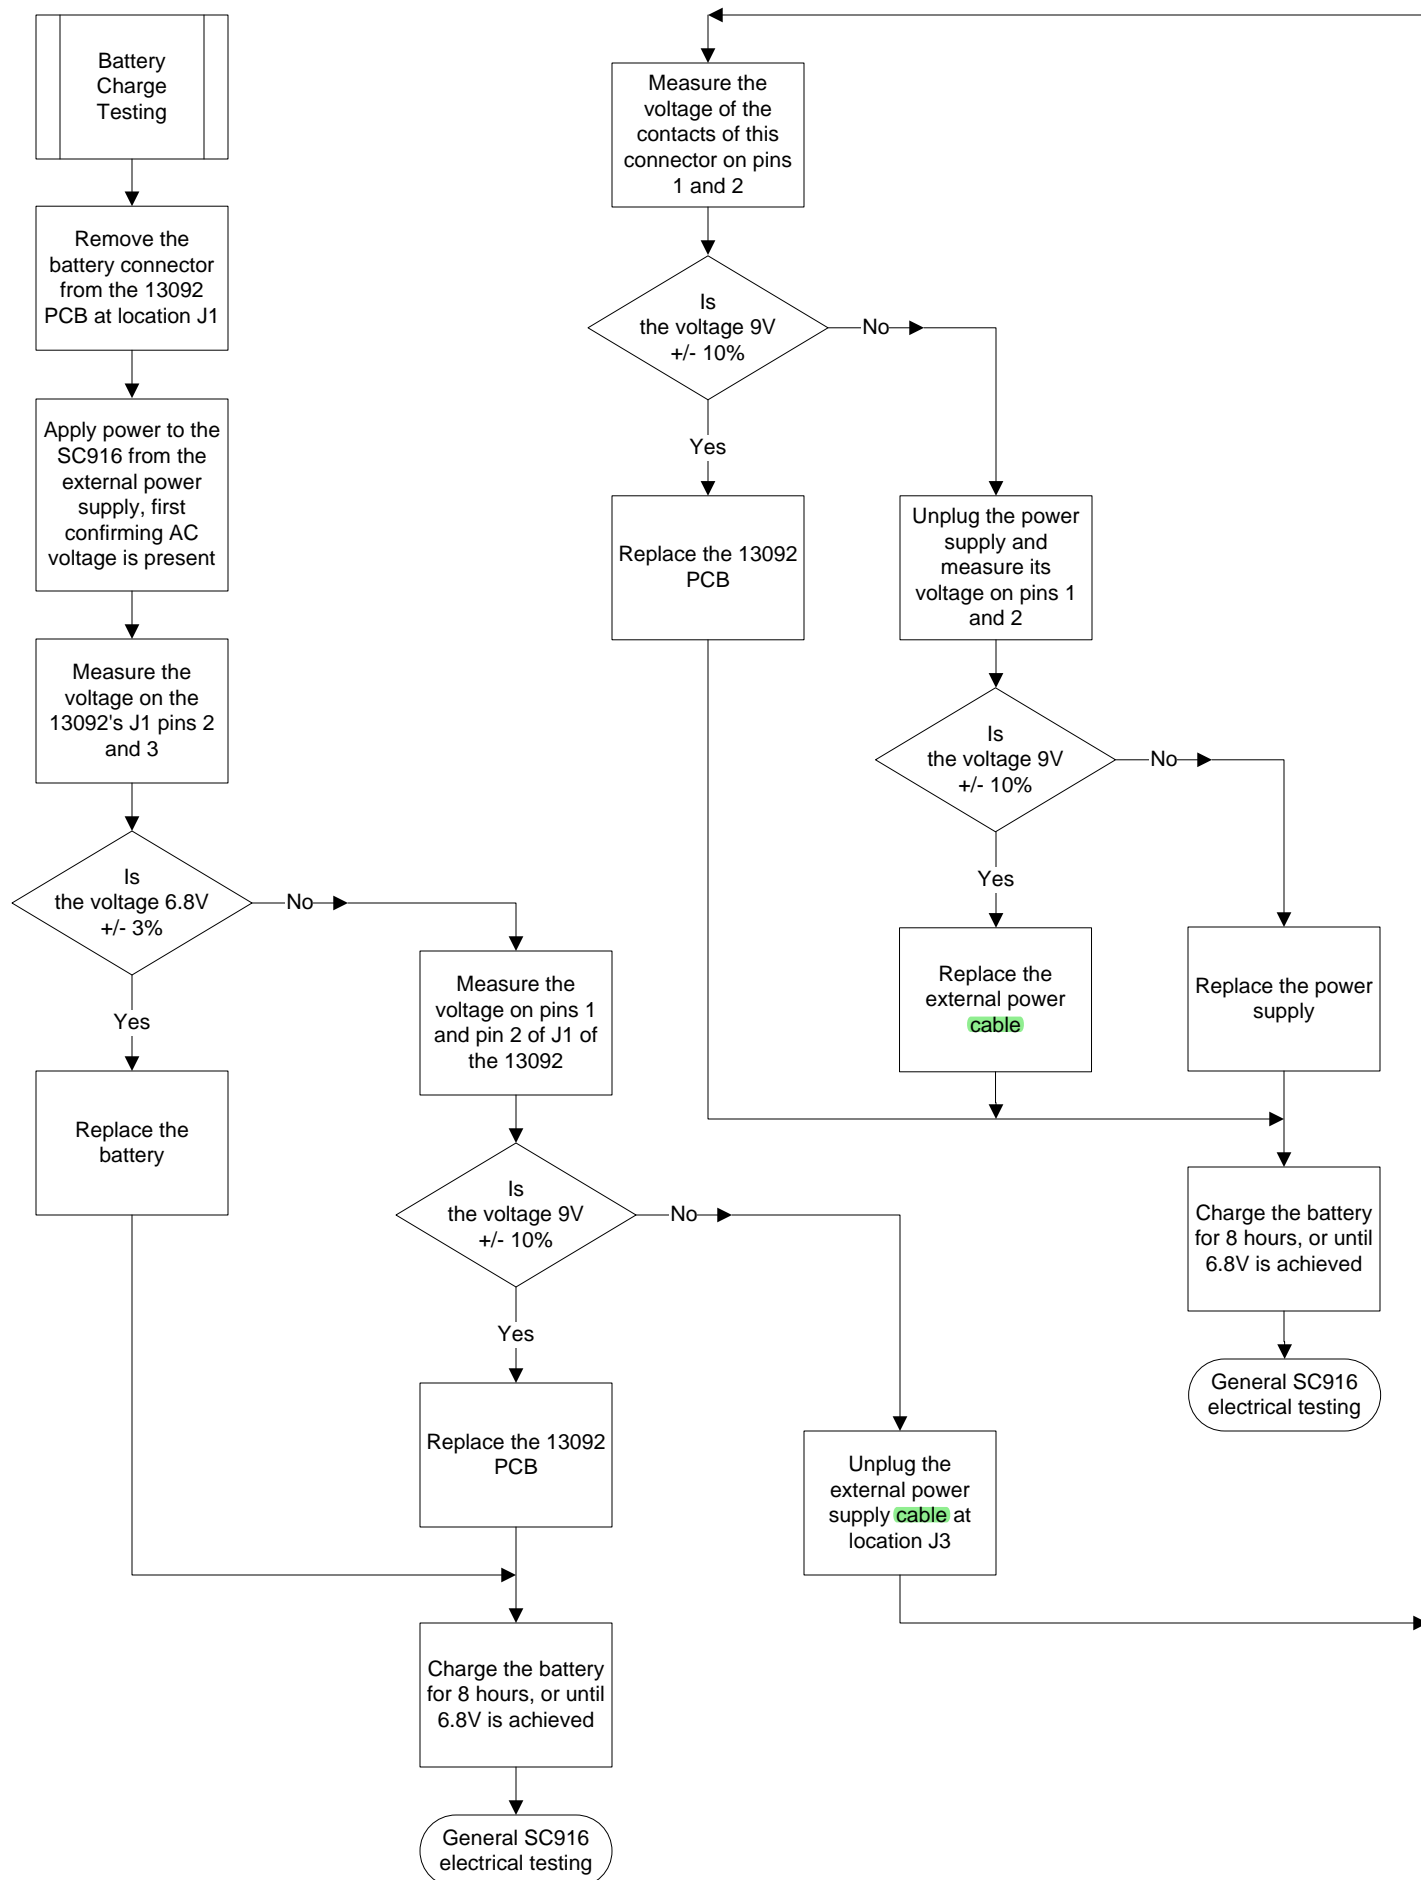 Battery
Charge
Testing
Remove the
battery connector
from the 13092
PCB at location J1
Apply power to the
SC916 from the
external power
supply, first
confirming AC
voltage is present
Measure the
voltage on the
13092's J1 pins 2
and 3
Is
the voltage 6.8V
+/- 3%
No
Yes
Replace the
battery
Measure the
voltage on pins 1
and pin 2 of J1 of
the 13092
Is
the voltage 9V
+/- 10%
No
Yes
Replace the 13092
PCB
Charge the battery
for 8 hours, or until
6.8V is achieved
General SC916
electrical testing
Unplug the
external power
supply cable at
location J3
Measure the
voltage of the
contacts of this
connector on pins
1 and 2
Is
the voltage 9V
+/- 10%
No
Yes
Replace the 13092
PCB
Unplug the power
supply and
measure its
voltage on pins 1
and 2
Is
the voltage 9V
+/- 10%
No
Yes
Replace the
external power
cable
Replace the power
supply
Charge the battery
for 8 hours, or until
6.8V is achieved
General SC916
electrical testing